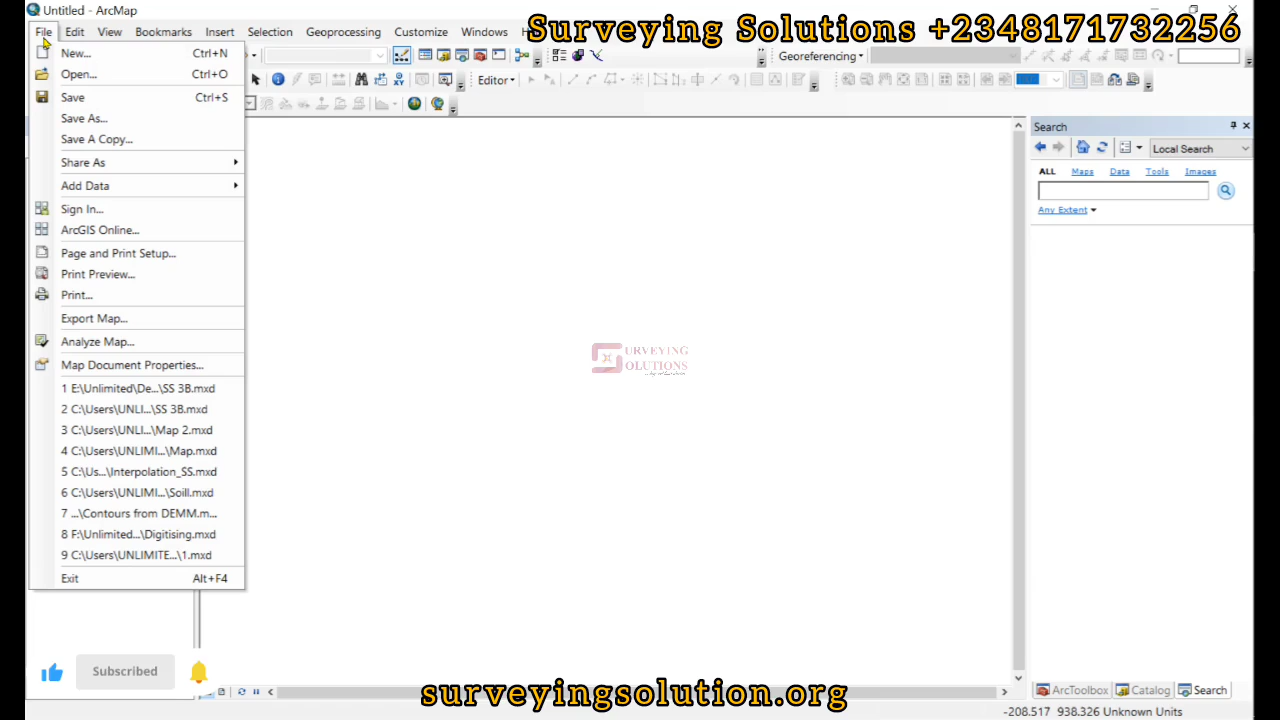 Untitled - ArcMap
Surveying Solutions +2348171732256
File Edit View Bookmarks Insert Selection Geoprocessing Customize Windows
New... Ctrl+N
Georeferencing
Open... Ctrl+O
Editor
Save Ctrl+S
Save As...
Save A Copy...
Share As
Add Data
Sign In...
ArcGIS Online...
Page and Print Setup...
Print Preview...
Print...
Export Map...
Analyze Map...
Map Document Properties...
1 E:\Unlimited\De...\SS 3B.mxd
2 C:\Users\UNLI...\SS 3B.mxd
3 C:\Users\UNLI...\Map 2.mxd
4 C:\Users\UNLIMI...\Map.mxd
5 C:\Us...\Interpolation_SS.mxd
6 C:\Users\UNLIMI...\Soill.mxd
7 ...\Contours from DEMM.m...
8 F:\Unlimited...\Digitising.mxd
9 C:\Users\UNLIMITE...\1.mxd
Exit Alt+F4
Search
Local Search
ALL Maps Data Tools Images
Any Extent
SURVEYING
SOLUTIONS
Subscribed
surveyingsolution.org
ArcToolbox Catalog Search
-208.517 938.326 Unknown Units